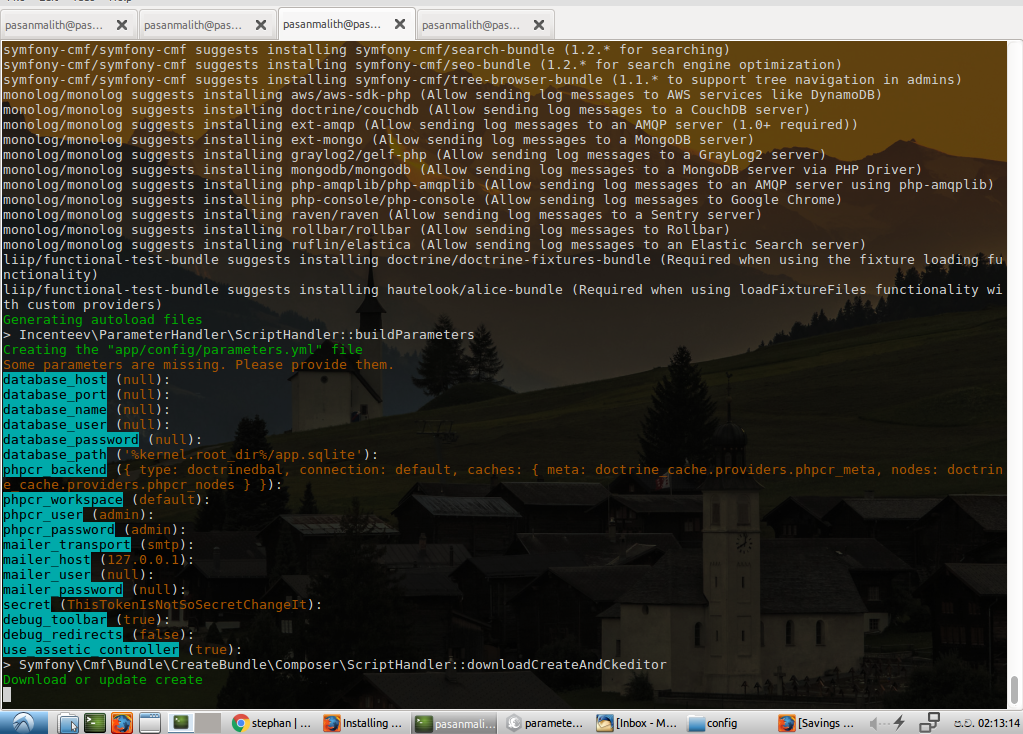 pasanmalith@pas...
pasanmalith@pas...
pasanmalith@pas...
pasanmalith@pas...
symfony-cmf/symfony-cmf suggests installing symfony-cmf/search-bundle (1.2.* for searching)
symfony-cmf/symfony-cmf suggests installing symfony-cmf/seo-bundle (1.2.* for search engine optimization)
symfony-cmf/symfony-cmf suggests installing symfony-cmf/tree-browser-bundle (1.1.* to support tree navigation in admins)
monolog/monolog suggests installing aws/aws-sdk-php (Allow sending log messages to AWS services like DynamoDB)
monolog/monolog suggests installing doctrine/couchdb (Allow sending log messages to a CouchDB server)
monolog/monolog suggests installing ext-amqp (Allow sending log messages to an AMQP server (1.0+ required))
monolog/monolog suggests installing ext-mongo (Allow sending log messages to a MongoDB server)
monolog/monolog suggests installing graylog2/gelf-php (Allow sending log messages to a GrayLog2 server)
monolog/monolog suggests installing mongodb/mongodb (Allow sending log messages to a MongoDB server via PHP Driver)
monolog/monolog suggests installing php-amqplib/php-amqplib (Allow sending log messages to an AMQP server using php-amqplib)
monolog/monolog suggests installing php-console/php-console (Allow sending log messages to Google Chrome)
monolog/monolog suggests installing raven/raven (Allow sending log messages to a Sentry server)
monolog/monolog suggests installing rollbar/rollbar (Allow sending log messages to Rollbar)
monolog/monolog suggests installing ruflin/elastica (Allow sending log messages to an Elastic Search server)
liip/functional-test-bundle suggests installing doctrine/doctrine-fixtures-bundle (Required when using the fixture loading fu
nctionality)
liip/functional-test-bundle suggests installing hautelook/alice-bundle (Required when using loadFixtureFiles functionality wi
th custom providers)
Generating autoload files
> Incenteev\ParameterHandler\ScriptHandler::buildParameters
Creating the "app/config/parameters.yml" file
Some parameters are missing. Please provide them.
database_host (null):
database_port (null):
database_name (null):
database_user (null):
database_password (null):
database_path ('%kernel.root_dir%/app.sqlite'):
phpcr_backend ({ type: doctrinedbal, connection: default, caches: { meta: doctrine_cache.providers.phpcr_meta, nodes: doctrin
e_cache.providers.phpcr_nodes } }):
phpcr_workspace (default):
phpcr_user (admin):
phpcr_password (admin):
mailer_transport (smtp):
mailer_host (127.0.0.1):
mailer_user (null):
mailer_password (null):
secret (ThisTokenIsNotSoSecretChangeIt):
debug_toolbar (true):
debug_redirects (false):
use_assetic_controller (true):
> Symfony\Cmf\Bundle\CreateBundle\Composer\ScriptHandler::downloadCreateAndCkeditor
Download or update create
stephan | ...
Installing ...
pasanmali...
paramete...
[Inbox - M...
config
[Savings ...
ප.ව. 02:13:14